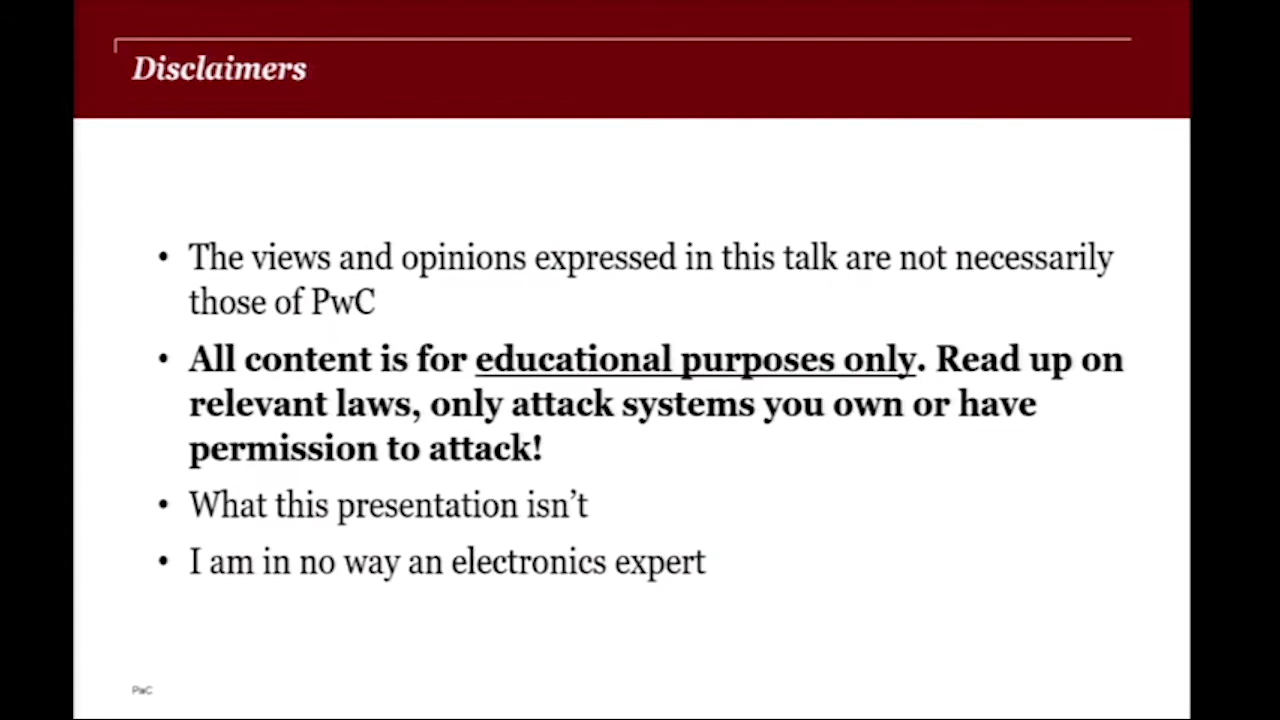 Disclaimers
• The views and opinions expressed in this talk are not necessarily
those of PwC
• All content is for educational purposes only. Read up on
relevant laws, only attack systems you own or have
permission to attack!
• What this presentation isn’t
• I am in no way an electronics expert
PwC